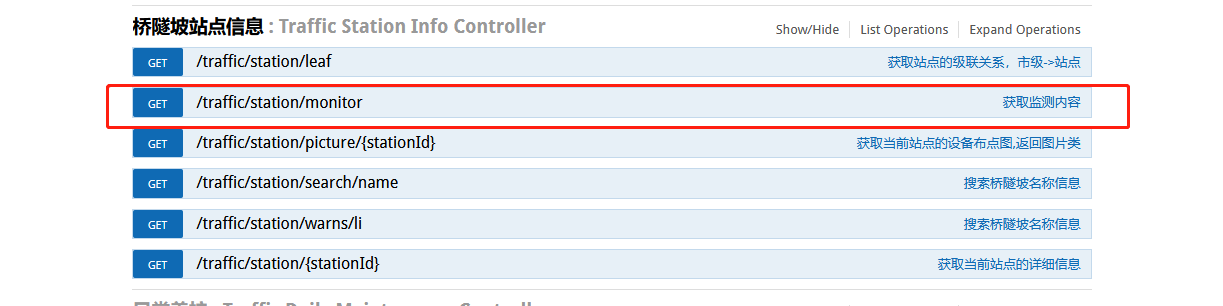 桥隧坡站点信息 : Traffic Station Info Controller
Show/Hide List Operations Expand Operations
GET /traffic/station/leaf 获取站点的级联关系，市级->站点
GET /traffic/station/monitor 获取监测内容
GET /traffic/station/picture/{stationId} 获取当前站点的设备布点图,返回图片类
GET /traffic/station/search/name 搜索桥隧坡名称信息
GET /traffic/station/warns/li 搜索桥隧坡名称信息
GET /traffic/station/{stationId} 获取当前站点的详细信息